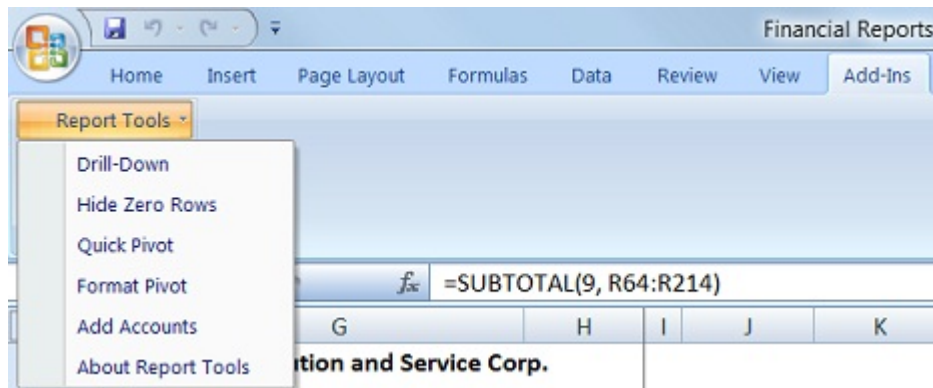 Financial Reports
Home Insert Page Layout Formulas Data Review View Add-Ins
Report Tools
Drill-Down
Hide Zero Rows
Quick Pivot
Format Pivot
Add Accounts
About Report Tools
fx =SUBTOTAL(9, R64:R214)
G H I J K
and Service Corp.